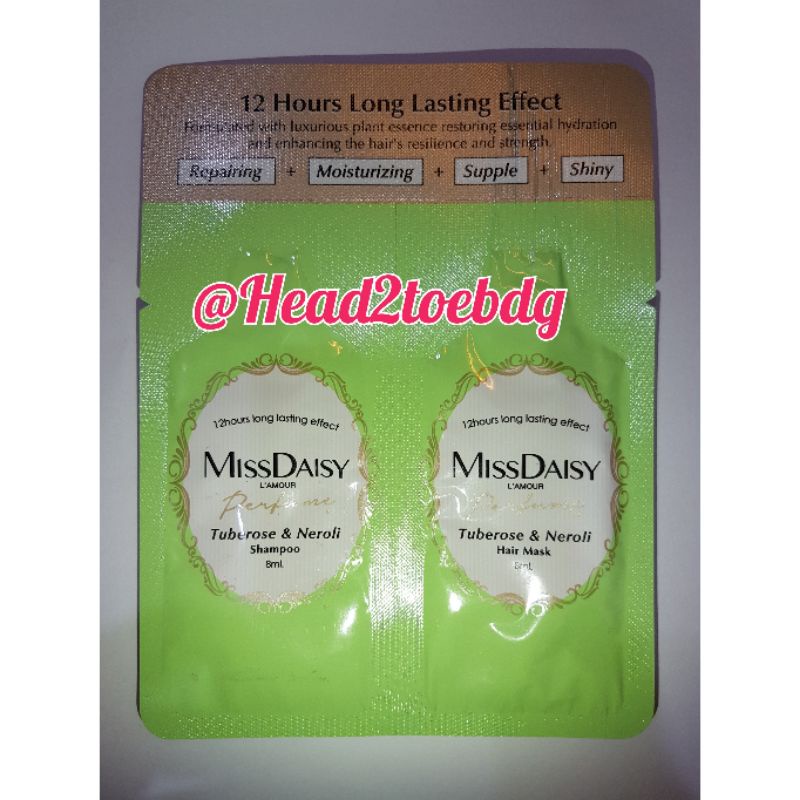 12 Hours Long Lasting Effect
Formulated with luxurious plant essence restoring essential hydration
and enhancing the hair's resilience and strength.
Repairing + Moisturizing + Supple + Shiny
@Head2toebdg
12hours long lasting effect
MISSDAISY
L'AMOUR
Perfume
Tuberose & Neroli
Shampoo
8ml.
12hours long lasting effect
MISSDAISY
L'AMOUR
Perfume
Tuberose & Neroli
Hair Mask